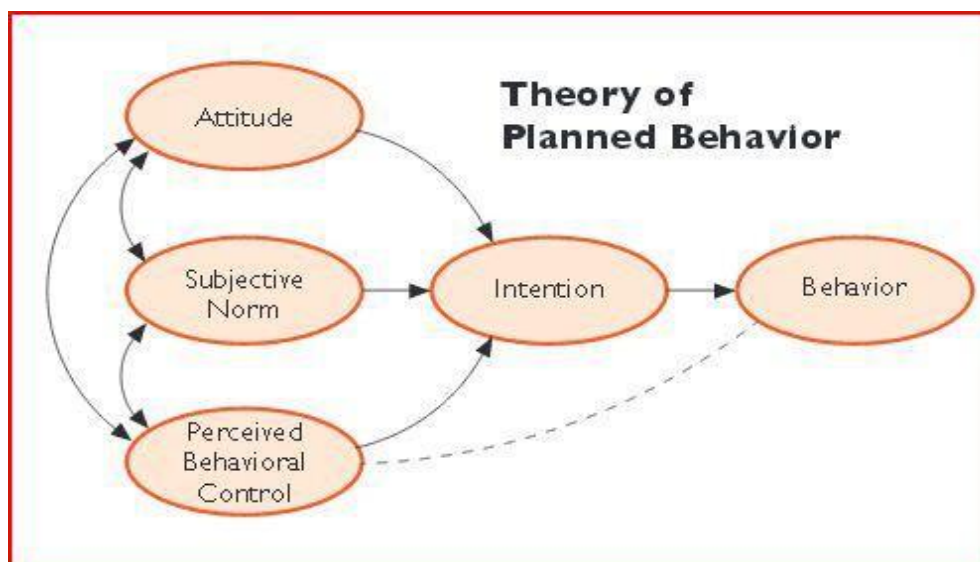 Theory of
Planned Behavior
Attitude
Subjective
Norm
Perceived
Behavioral
Control
Intention
Behavior